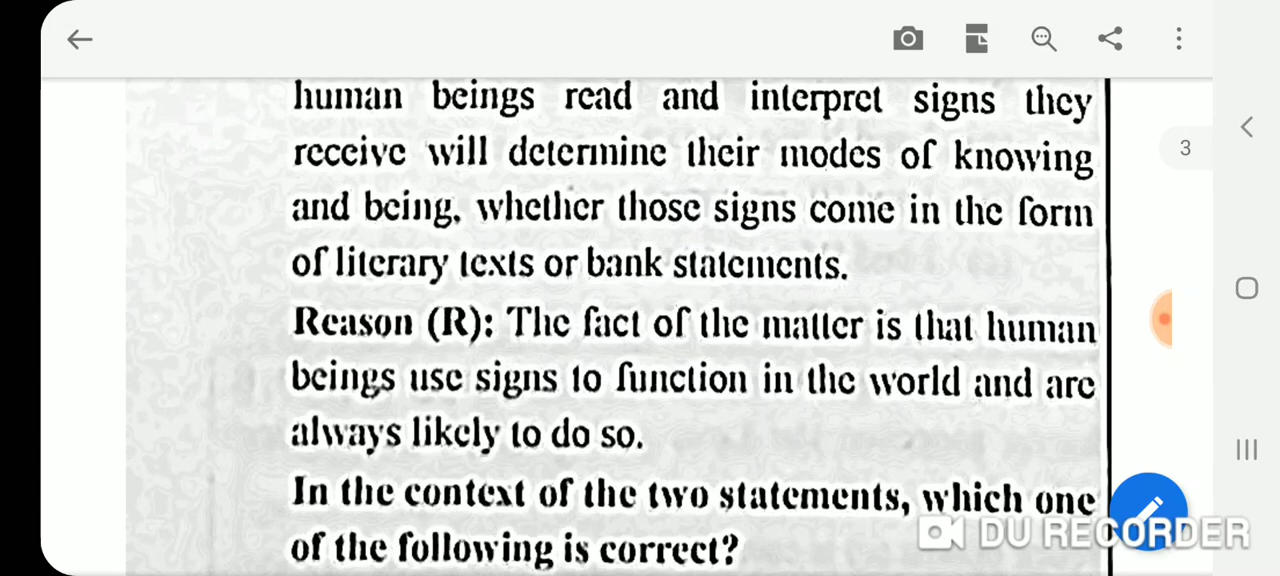 3
human beings read and interpret signs they
receive will determine their modes of knowing
and being, whether those signs come in the form
of literary texts or bank statements.
Reason (R): The fact of the matter is that human
beings use signs to function in the world and are
always likely to do so.
In the context of the two statements, which one
of the following is correct?
DU RECORDER